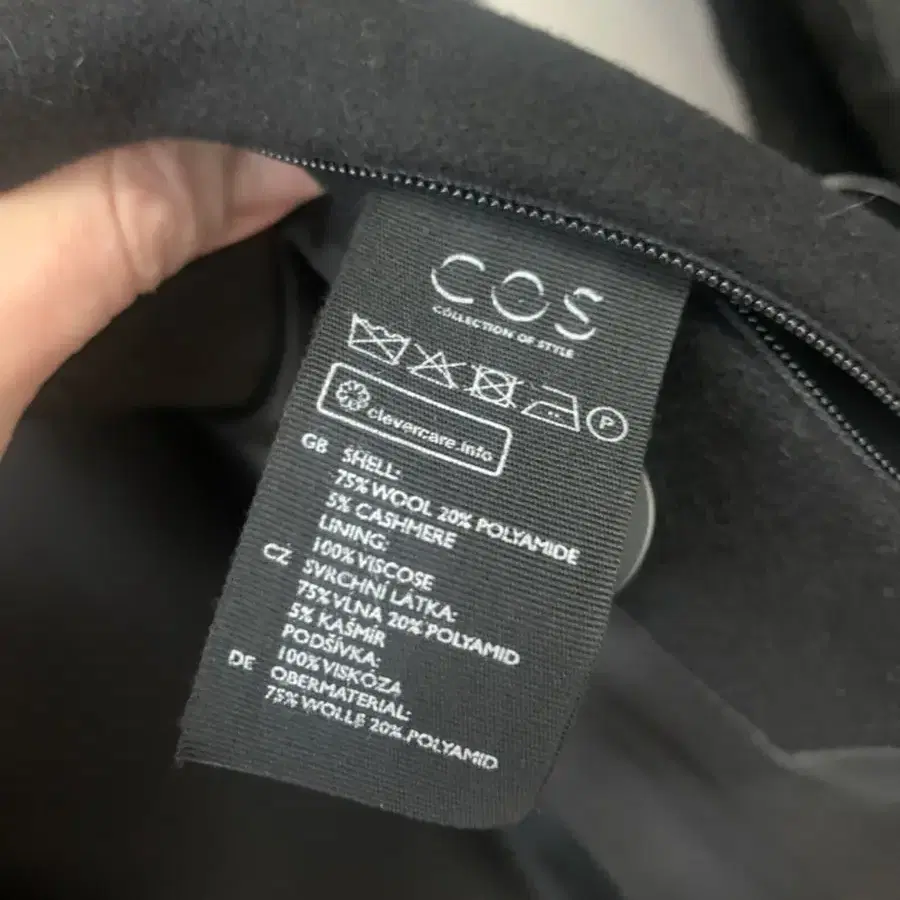 COS
COLLECTION OF STYLE
P
clevercare.info
GB SHELL:
75% WOOL 20% POLYAMIDE
5% CASHMERE
LINING:
100% VISCOSE
CZ SVRCHNÍ LÁTKA:
75% VLNA 20% POLYAMID
5% KAŠMÍR
PODŠÍVKA:
100% VISKÓZA
DE OBERMATERIAL:
75% WOLLE 20% POLYAMID